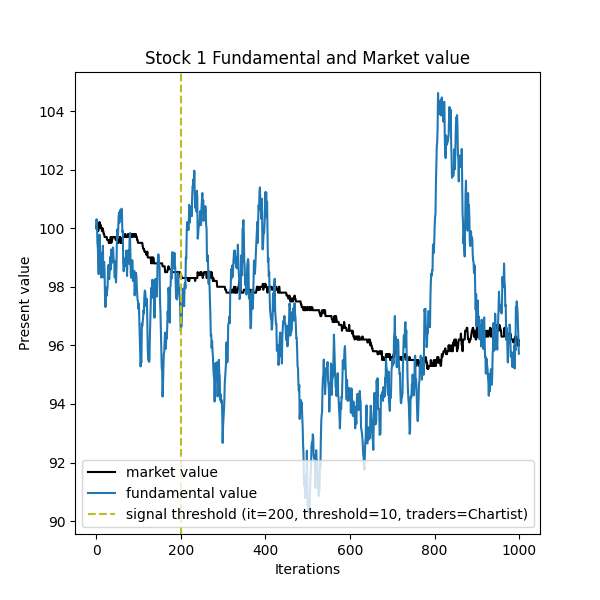 Stock 1 Fundamental and Market value
Present value
104
102
100
98
96
94
92
90
market value
fundamental value
signal threshold (it=200, threshold=10, traders=Chartist)
0 200 400 600 800 1000
Iterations